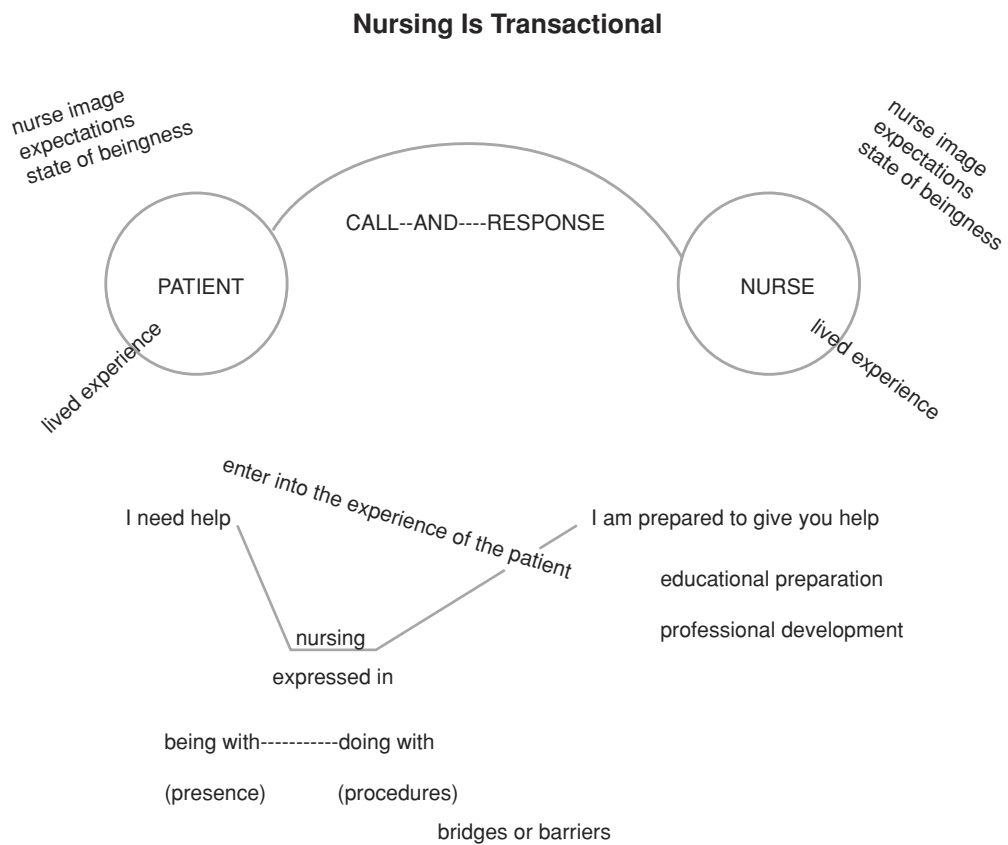 Nursing Is Transactional
nurse image
expectations
state of beingness
nurse image
expectations
state of beingness
CALL--AND----RESPONSE
PATIENT
NURSE
lived experience
lived experience
enter into the experience of the patient
I need help
I am prepared to give you help
educational preparation
professional development
nursing
expressed in
being with-----------doing with
(presence) (procedures)
bridges or barriers